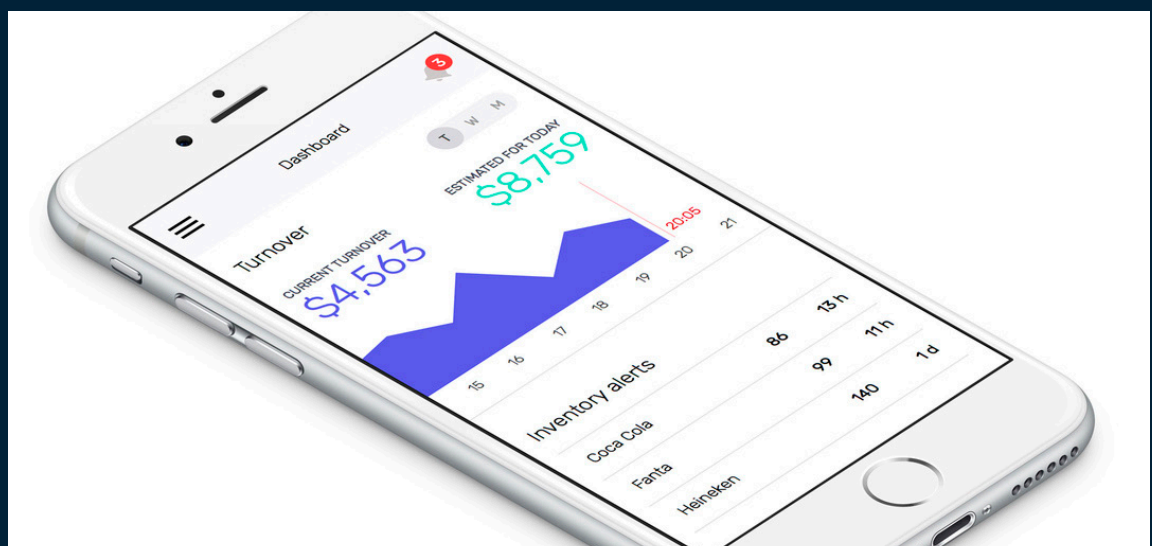 3
Dashboard
T W M
Turnover
CURRENT TURNOVER
$4,563
ESTIMATED FOR TODAY
$8,759
20:05
15 16 17 18 19 20 21
Inventory alerts
Coca Cola 86 13 h
Fanta 99 11 h
Heineken 140 1 d